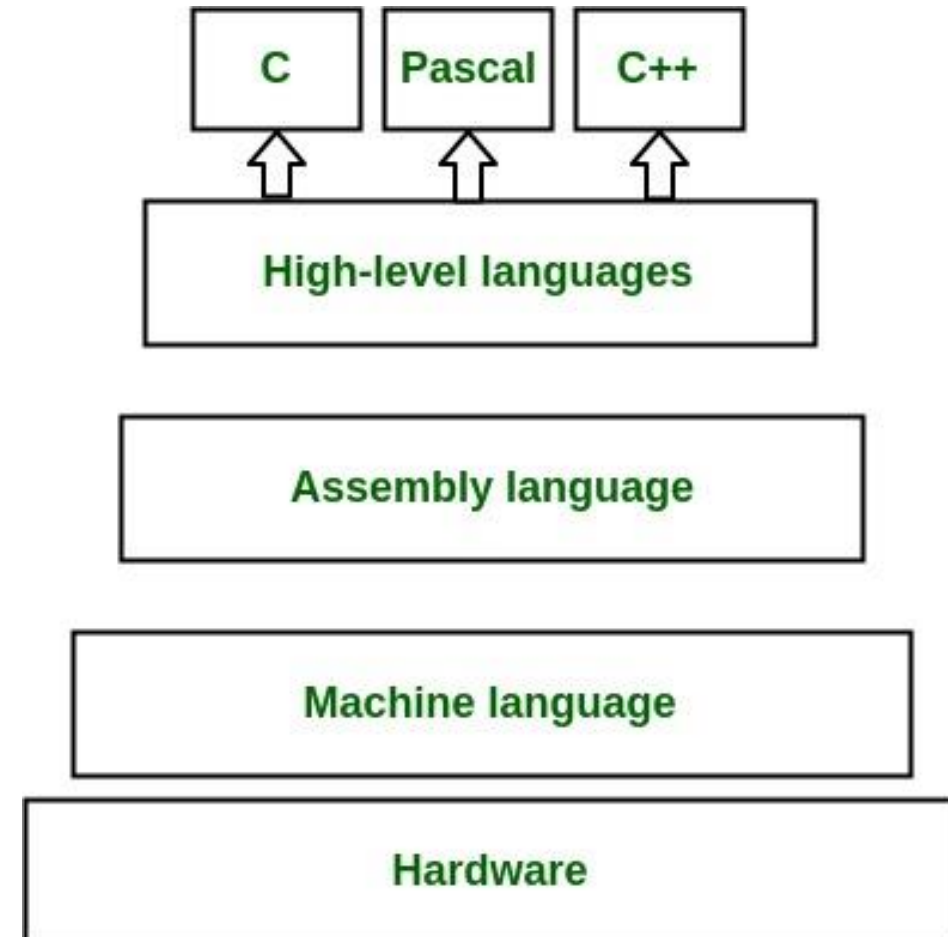 C
Pascal
C++
High-level languages
Assembly language
Machine language
Hardware